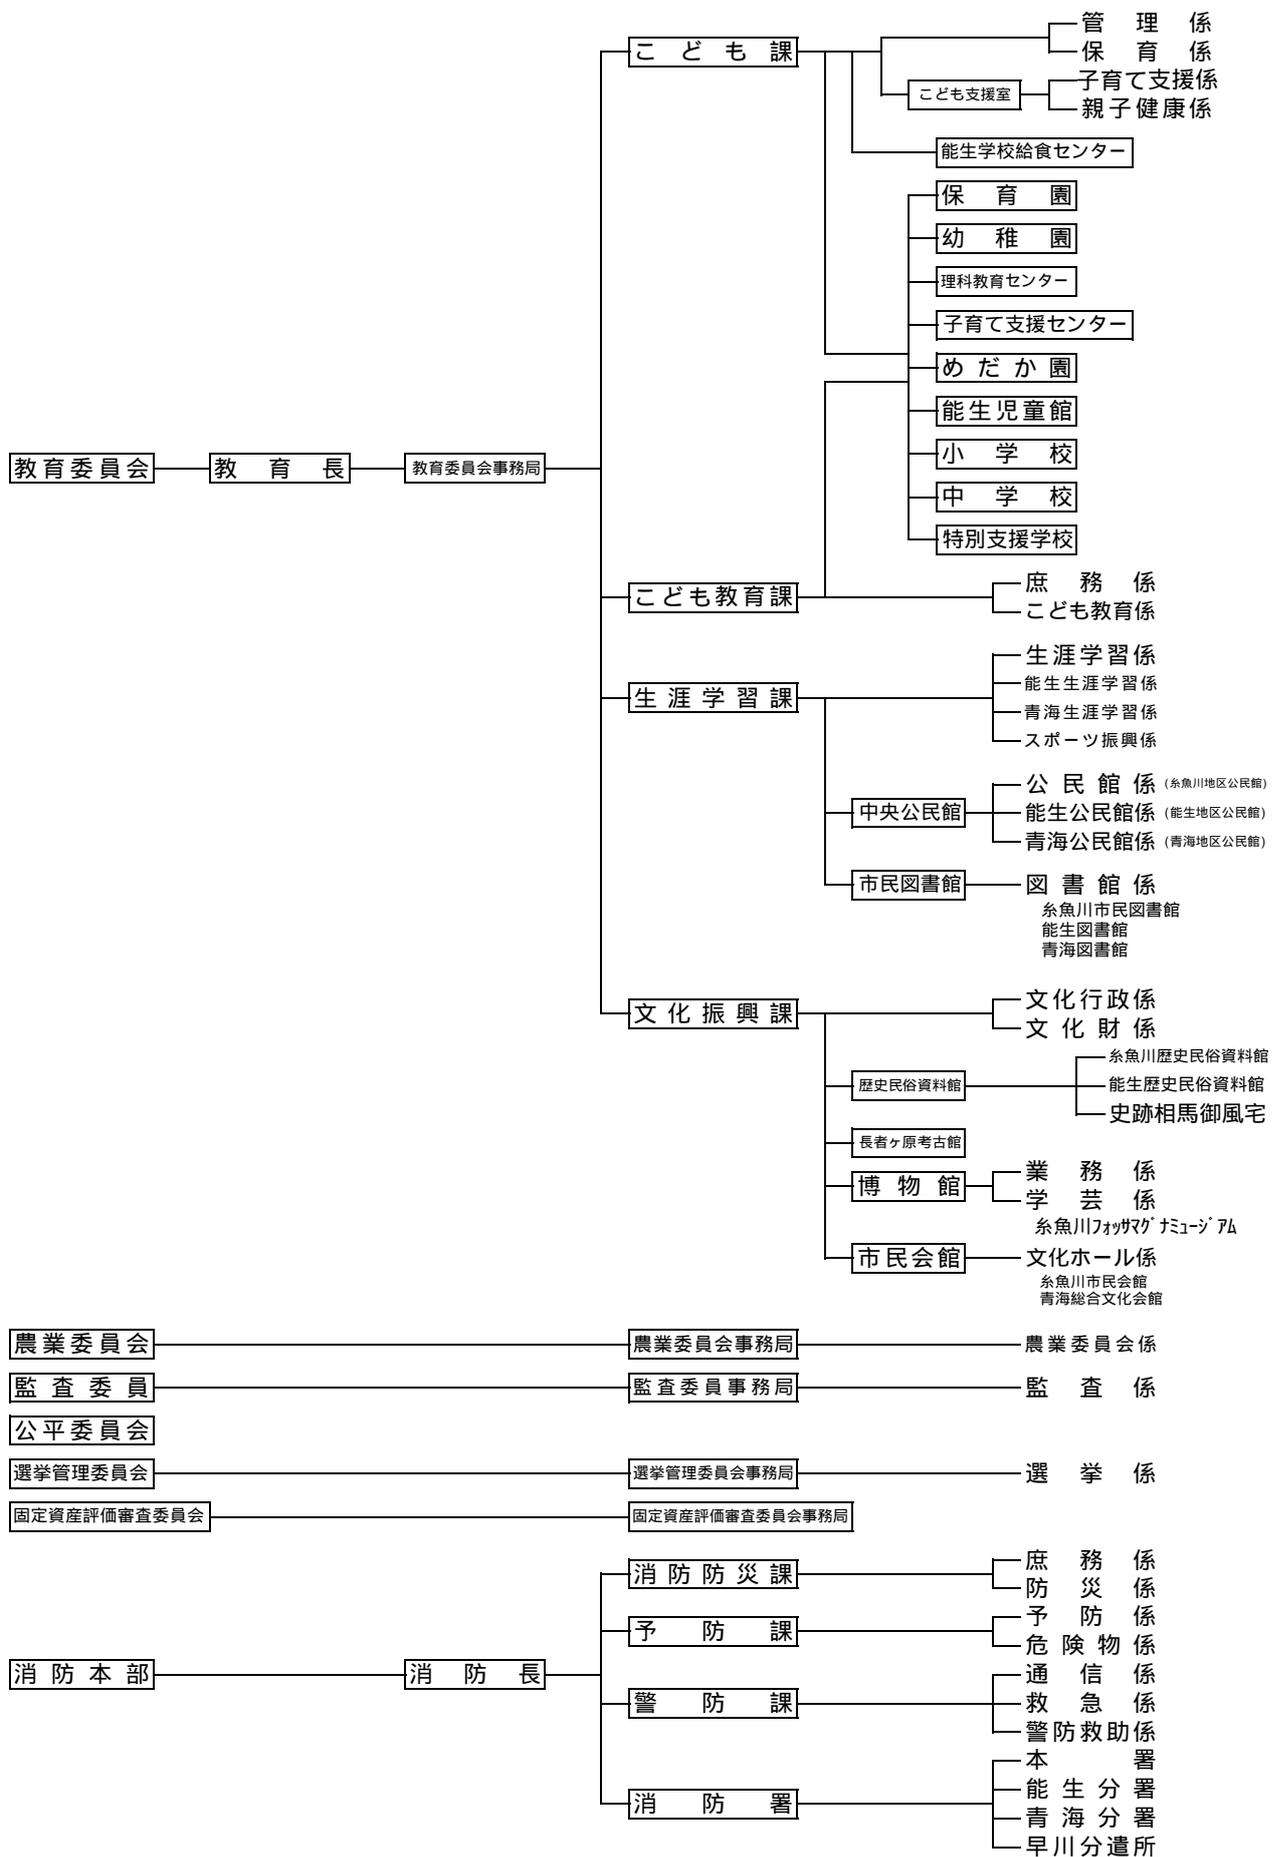 管理係
こども課
保育係
子育て支援係
こども支援室
親子健康係
能生学校給食センター
保育園
幼稚園
理科教育センター
子育て支援センター
めだか園
能生児童館
小学校
教育委員会 教育長 教育委員会事務局
中学校
特別支援学校
庶務係
こども教育課
こども教育係
生涯学習係
能生生涯学習係
生涯学習課
青海生涯学習係
スポーツ振興係
公民館係 (糸魚川地区公民館)
中央公民館 能生公民館係 (能生地区公民館)
青海公民館係 (青海地区公民館)
市民図書館 図書館係
糸魚川市民図書館
能生図書館
青海図書館
文化行政係
文化振興課
文化財係
糸魚川歴史民俗資料館
歴史民俗資料館 能生歴史民俗資料館
史跡相馬御風宅
長者ヶ原考古館
業務係
博物館
学芸係
糸魚川フォッサマグナミュージアム
市民会館 文化ホール係
糸魚川市民会館
青海総合文化会館
農業委員会 農業委員会事務局 農業委員会係
監査委員 監査委員事務局 監査係
公平委員会
選挙管理委員会 選挙管理委員会事務局 選挙係
固定資産評価審査委員会 固定資産評価審査委員会事務局
庶務係
消防防災課
防災係
予防係
予防課
危険物係
消防本部 消防長 通信係
警防課 救急係
警防救助係
本署
能生分署
消防署
青海分署
早川分遣所